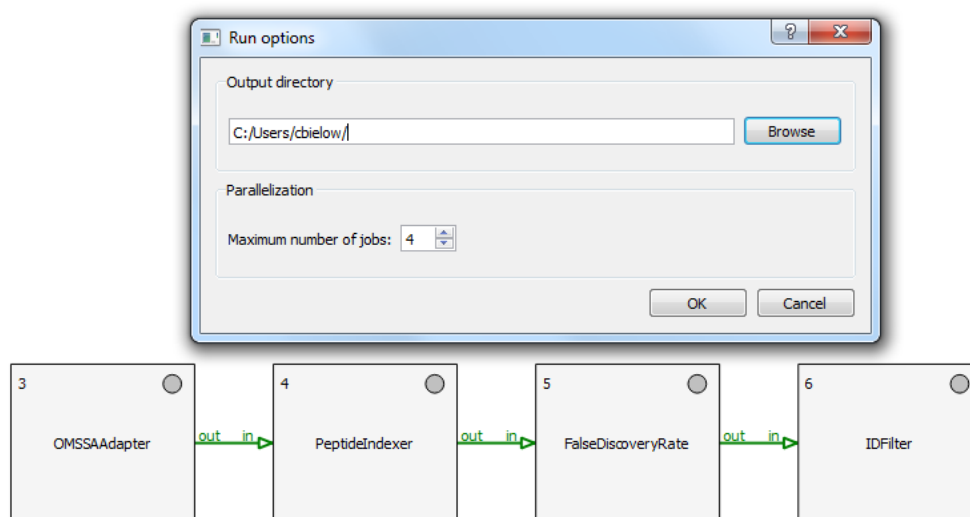 Run options
Output directory
C:/Users/cbielow/
Browse
Parallelization
Maximum number of jobs: 4
OK Cancel
3 4 5 6
OMSSAAdapter out in PeptideIndexer out in FalseDiscoveryRate out in IDFilter